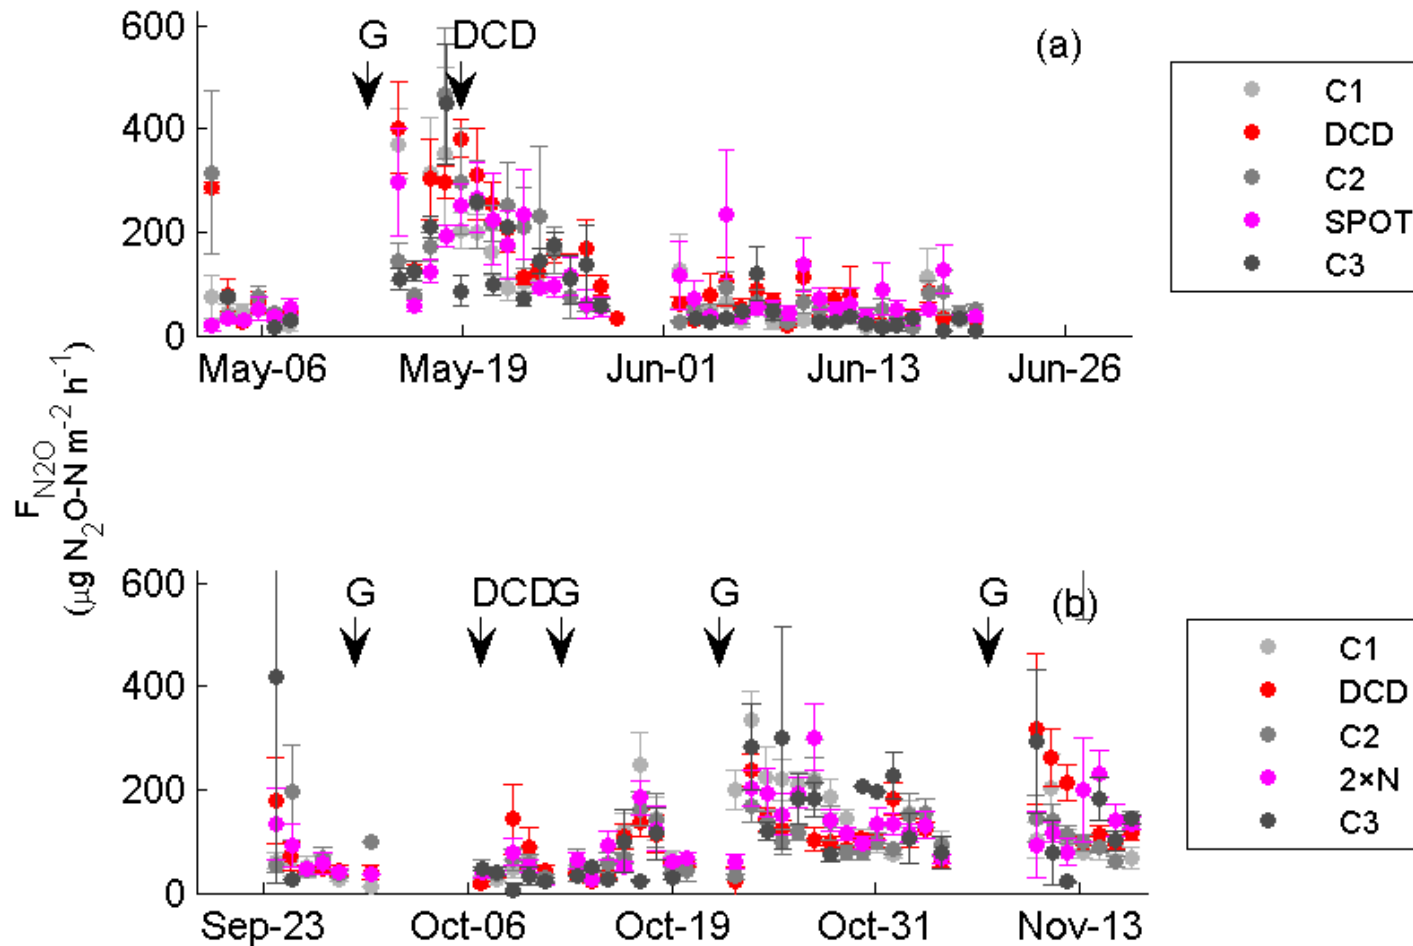 G DCD (a)
600
400
200
0
May-06 May-19 Jun-01 Jun-13 Jun-26
C1
DCD
C2
SPOT
C3
F_N2O
(μg N₂O-N m⁻² h⁻¹)
G DCD G G G (b)
600
400
200
0
Sep-23 Oct-06 Oct-19 Oct-31 Nov-13
C1
DCD
C2
2×N
C3